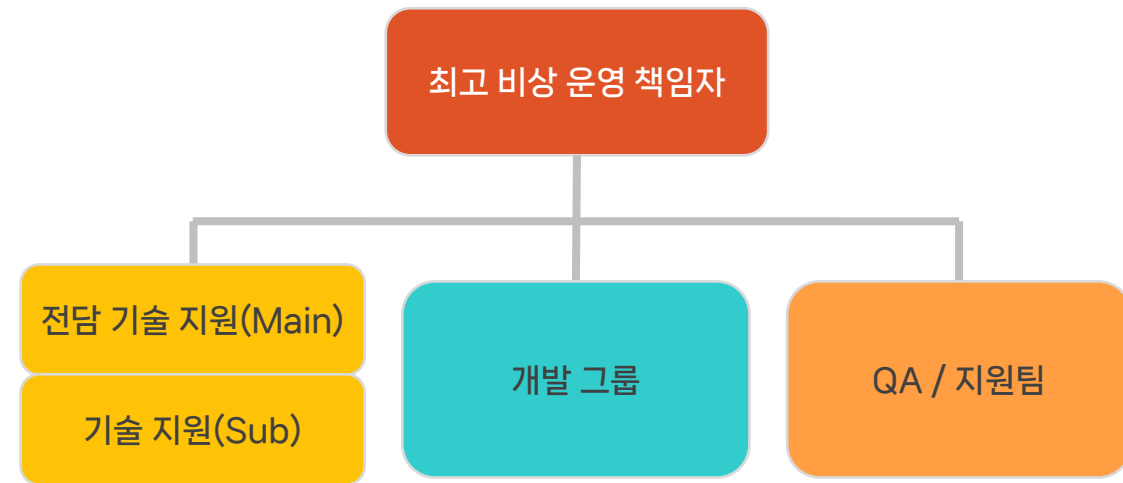 최고 비상 운영 책임자
전담 기술 지원(Main)
기술 지원(Sub)
개발 그룹
QA / 지원팀